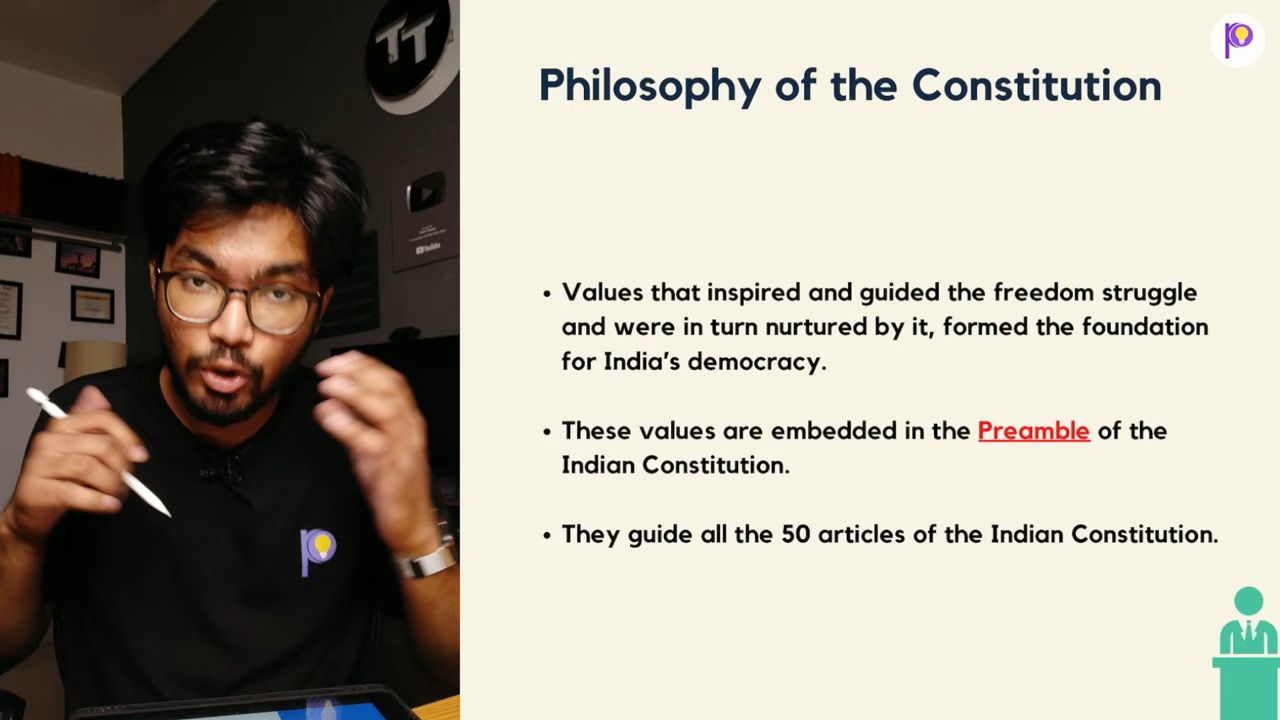 TT
Philosophy of the Constitution
• Values that inspired and guided the freedom struggle
and were in turn nurtured by it, formed the foundation
for India's democracy.
• These values are embedded in the Preamble of the
Indian Constitution.
• They guide all the 50 articles of the Indian Constitution.
YouTube